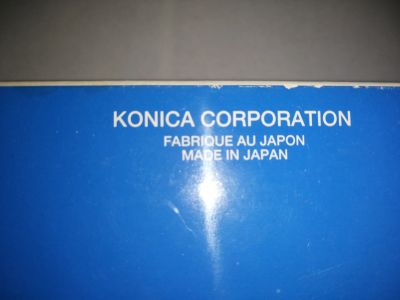 KONICA CORPORATION
FABRIQUE AU JAPON
MADE IN JAPAN